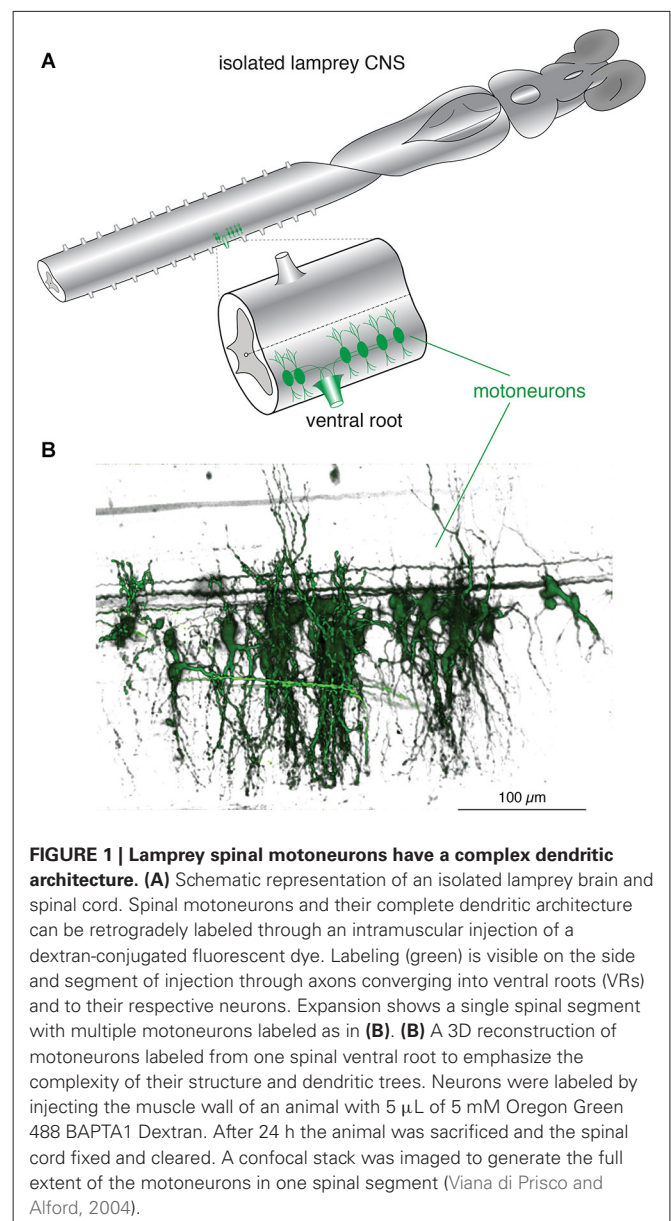 A
isolated lamprey CNS
motoneurons
ventral root
B
100 µm
FIGURE 1 | Lamprey spinal motoneurons have a complex dendritic
architecture. (A) Schematic representation of an isolated lamprey brain and
spinal cord. Spinal motoneurons and their complete dendritic architecture
can be retrogradely labeled through an intramuscular injection of a
dextran-conjugated fluorescent dye. Labeling (green) is visible on the side
and segment of injection through axons converging into ventral roots (VRs)
and to their respective neurons. Expansion shows a single spinal segment
with multiple motoneurons labeled as in (B). (B) A 3D reconstruction of
motoneurons labeled from one spinal ventral root to emphasize the
complexity of their structure and dendritic trees. Neurons were labeled by
injecting the muscle wall of an animal with 5 µL of 5 mM Oregon Green
488 BAPTA1 Dextran. After 24 h the animal was sacrificed and the spinal
cord fixed and cleared. A confocal stack was imaged to generate the full
extent of the motoneurons in one spinal segment (Viana di Prisco and
Alford, 2004).